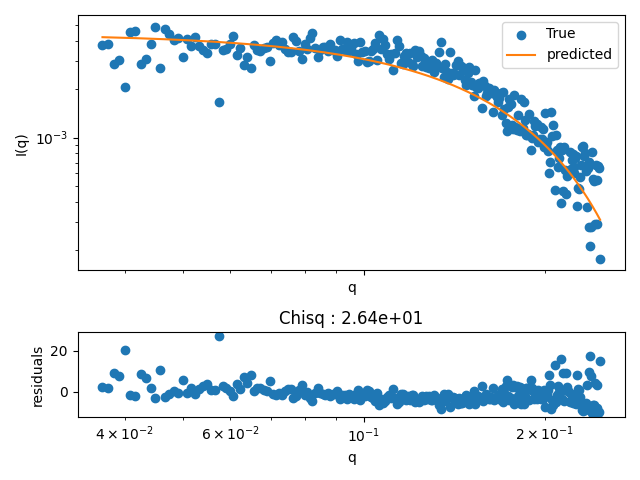 True
predicted
I(q)
10⁻³
q
Chisq : 2.64e+01
residuals
20
0
4 × 10⁻²
6 × 10⁻²
10⁻¹
2 × 10⁻¹
q